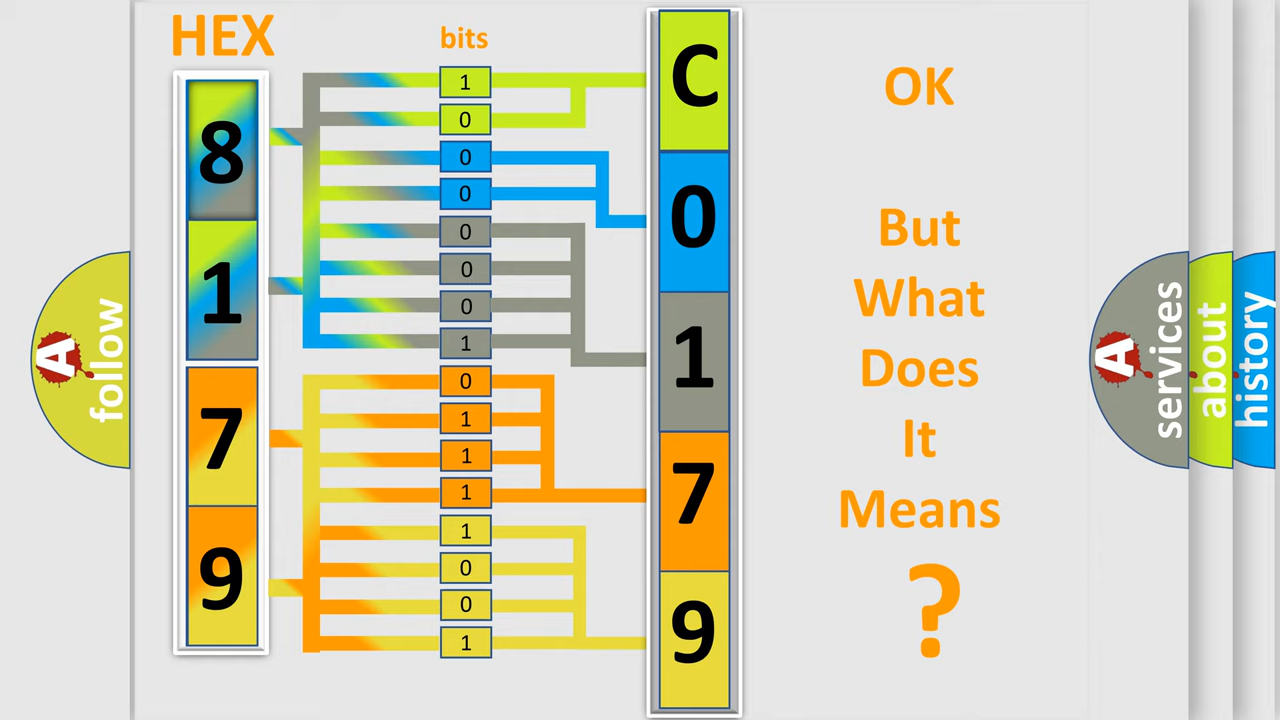 HEX
bits
8
1
7
9
1
0
0
0
0
0
0
1
0
1
1
1
1
0
0
1
C
0
1
7
9
OK
But
What
Does
It
Means
?
A
follow
A
services
about
history